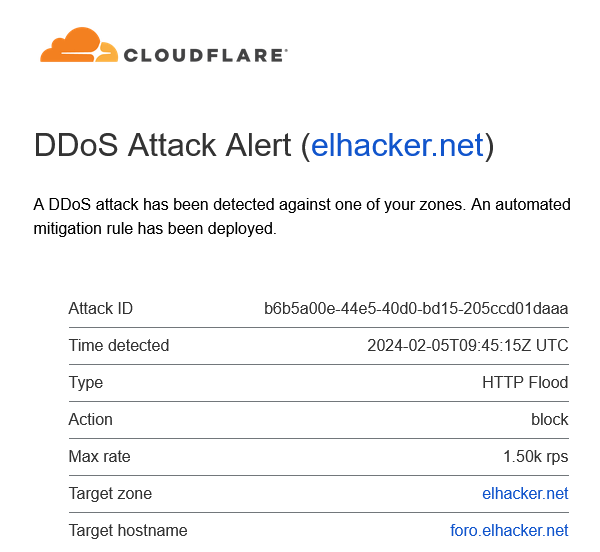 CLOUDFLARE
DDoS Attack Alert (elhacker.net)
A DDoS attack has been detected against one of your zones. An automated
mitigation rule has been deployed.
Attack ID b6b5a00e-44e5-40d0-bd15-205ccd01daaa
Time detected 2024-02-05T09:45:15Z UTC
Type HTTP Flood
Action block
Max rate 1.50k rps
Target zone elhacker.net
Target hostname foro.elhacker.net